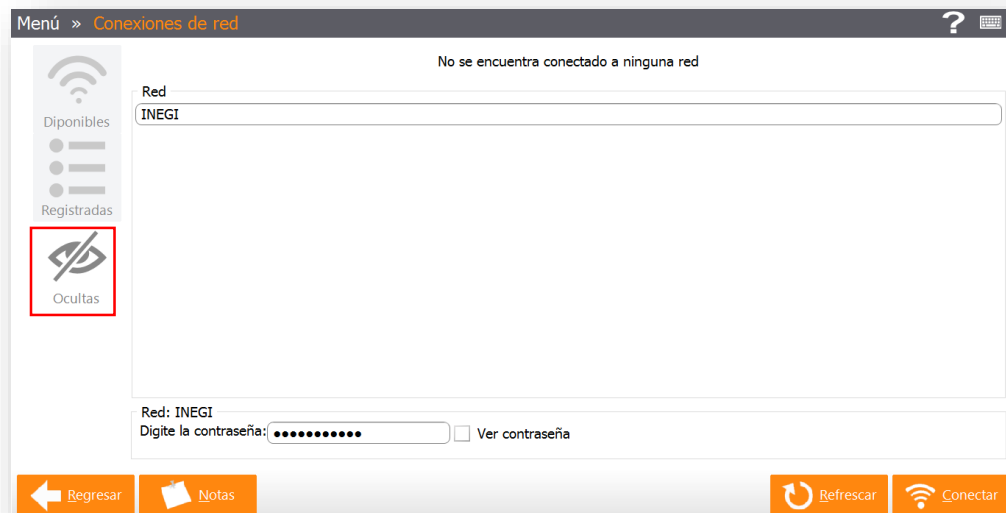 Menú » Conexiones de red
?
No se encuentra conectado a ninguna red
Diponibles
Registradas
Ocultas
Red
INEGI
Red: INEGI
Digite la contraseña: ●●●●●●●●●●● Ver contraseña
Regresar Notas Refrescar Conectar